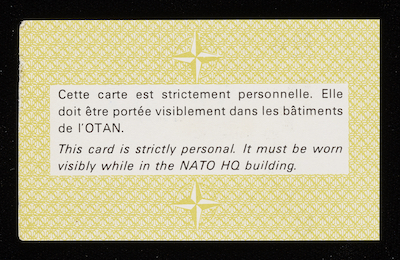 Cette carte est strictement personnelle. Elle
doit être portée visiblement dans les bâtiments
de l'OTAN.
This card is strictly personal. It must be worn
visibly while in the NATO HQ building.